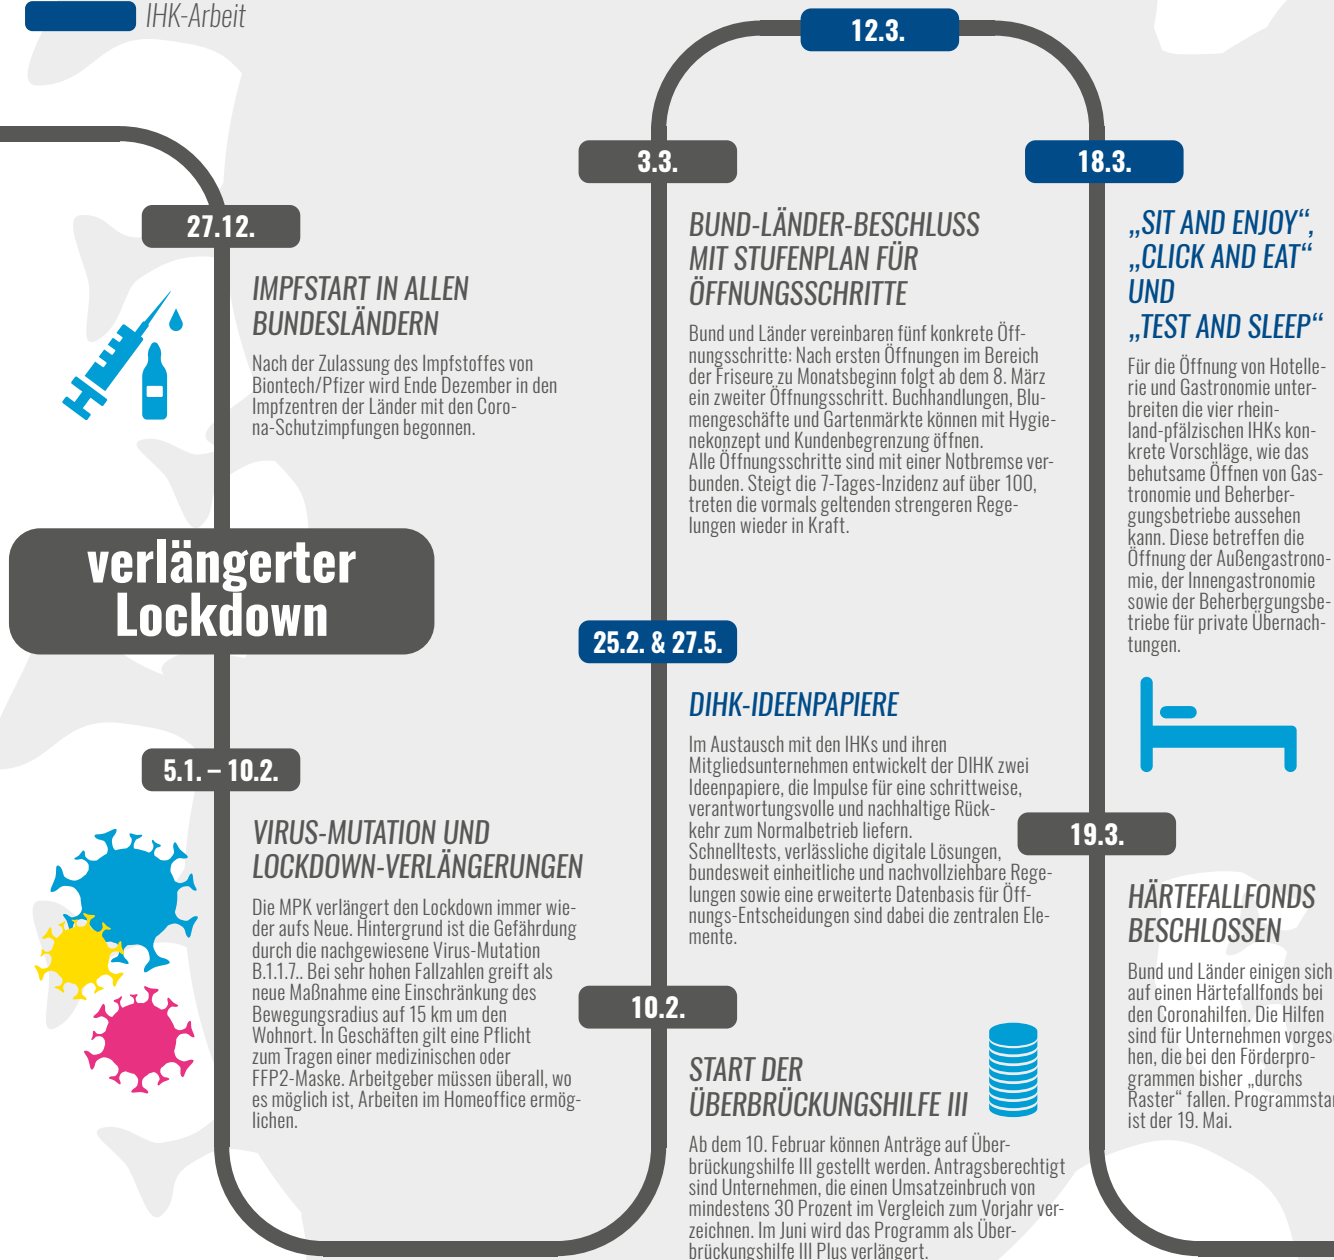 IHK-Arbeit
27.12.
IMPFSTART IN ALLEN
BUNDESLÄNDERN
Nach der Zulassung des Impfstoffes von
Biontech/Pfizer wird Ende Dezember in den
Impfzentren der Länder mit den Coro-
na-Schutzimpfungen begonnen.
verlängerter
Lockdown
5.1. – 10.2.
VIRUS-MUTATION UND
LOCKDOWN-VERLÄNGERUNGEN
Die MPK verlängert den Lockdown immer wie-
der aufs Neue. Hintergrund ist die Gefährdung
durch die nachgewiesene Virus-Mutation
B.1.1.7.. Bei sehr hohen Fallzahlen greift als
neue Maßnahme eine Einschränkung des
Bewegungsradius auf 15 km um den
Wohnort. In Geschäften gilt eine Pflicht
zum Tragen einer medizinischen oder
FFP2-Maske. Arbeitgeber müssen überall, wo
es möglich ist, Arbeiten im Homeoffice ermög-
lichen.
10.2.
START DER
ÜBERBRÜCKUNGSHILFE III
Ab dem 10. Februar können Anträge auf Über-
brückungshilfe III gestellt werden. Antragsberechtigt
sind Unternehmen, die einen Umsatzeinbruch von
mindestens 30 Prozent im Vergleich zum Vorjahr ver-
zeichnen. Im Juni wird das Programm als Über-
brückungshilfe III Plus verlängert.
25.2. & 27.5.
DIHK-IDEENPAPIERE
Im Austausch mit den IHKs und ihren
Mitgliedsunternehmen entwickelt der DIHK zwei
Ideenpapiere, die Impulse für eine schrittweise,
verantwortungsvolle und nachhaltige Rück-
kehr zum Normalbetrieb liefern.
Schnelltests, verlässliche digitale Lösungen,
bundesweit einheitliche und nachvollziehbare Rege-
lungen sowie eine erweiterte Datenbasis für Öff-
nungs-Entscheidungen sind dabei die zentralen Ele-
mente.
3.3.
BUND-LÄNDER-BESCHLUSS
MIT STUFENPLAN FÜR
ÖFFNUNGSSCHRITTE
Bund und Länder vereinbaren fünf konkrete Öff-
nungsschritte: Nach ersten Öffnungen im Bereich
der Friseure zu Monatsbeginn folgt ab dem 8. März
ein zweiter Öffnungsschritt. Buchhandlungen, Blu-
mengeschäfte und Gartenmärkte können mit Hygie-
nekonzept und Kundenbegrenzung öffnen.
Alle Öffnungsschritte sind mit einer Notbremse ver-
bunden. Steigt die 7-Tages-Inzidenz auf über 100,
treten die vormals geltenden strengeren Rege-
lungen wieder in Kraft.
12.3.
18.3.
„SIT AND ENJOY“,
„CLICK AND EAT“
UND
„TEST AND SLEEP“
Für die Öffnung von Hotelle-
rie und Gastronomie unter-
breiten die vier rhein-
land-pfälzischen IHKs kon-
krete Vorschläge, wie das
behutsame Öffnen von Gas-
tronomie und Beherber-
gungsbetriebe aussehen
kann. Diese betreffen die
Öffnung der Außengastrono-
mie, der Innengastronomie
sowie der Beherbergungsbe-
triebe für private Übernach-
tungen.
19.3.
HÄRTEFALLFONDS
BESCHLOSSEN
Bund und Länder einigen sich
auf einen Härtefallfonds bei
den Coronahilfen. Die Hilfen
sind für Unternehmen vorgese
hen, die bei den Förderpro-
grammen bisher „durchs
Raster“ fallen. Programmstar
ist der 19. Mai.